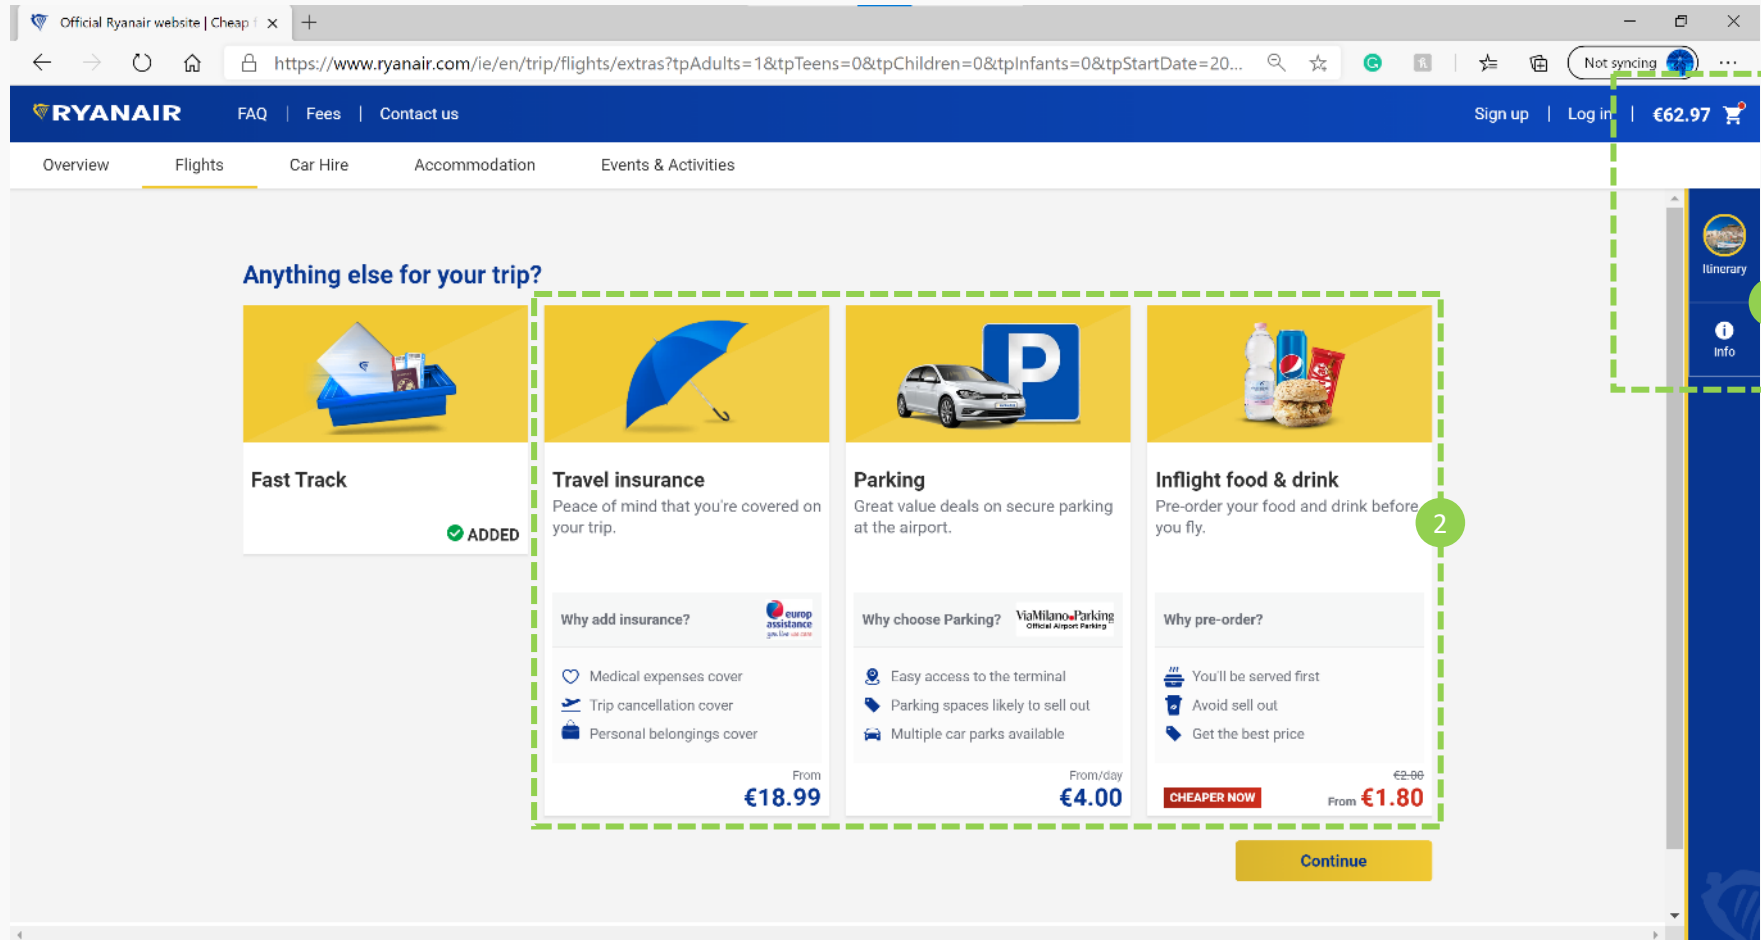 Official Ryanair website | Cheap f
https://www.ryanair.com/ie/en/trip/flights/extras?tpAdults=1&tpTeens=0&tpChildren=0&tpInfants=0&tpStartDate=20...
Not syncing
RYANAIR
FAQ | Fees | Contact us
Sign up | Log in | €62.97
Overview
Flights
Car Hire
Accommodation
Events & Activities
Itinerary
Info
Anything else for your trip?
Fast Track
ADDED
Travel insurance
Peace of mind that you're covered on
your trip.
Why add insurance?
europ
assistance
you live we care
Medical expenses cover
Trip cancellation cover
Personal belongings cover
From
€18.99
P
Parking
Great value deals on secure parking
at the airport.
Why choose Parking?
ViaMilano Parking
Official Airport Parking
Easy access to the terminal
Parking spaces likely to sell out
Multiple car parks available
From/day
€4.00
Inflight food & drink
Pre-order your food and drink before
you fly.
2
Why pre-order?
You'll be served first
Avoid sell out
Get the best price
€2.00
CHEAPER NOW
From €1.80
Continue